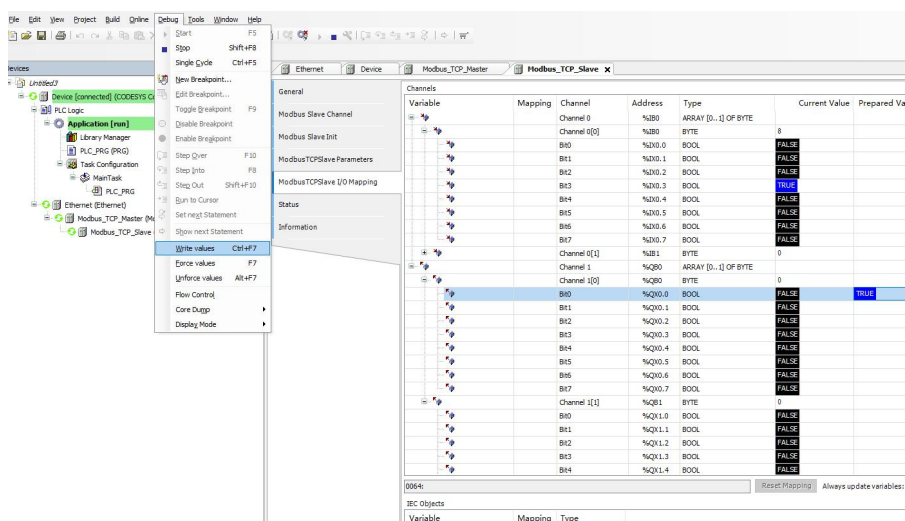 File Edit View Project Build Online Debug Tools Window Help
Start F5
Stop Shift+F8
Single Cycle Ctrl+F5
New Breakpoint...
Edit Breakpoint...
Toggle Breakpoint F9
Disable Breakpoint
Enable Breakpoint
Step Over F10
Step Into F8
Step Out Shift+F10
Run to Cursor
Set next Statement
Show next Statement
Write values Ctrl+F7
Force values F7
Unforce values Alt+F7
Flow Control
Core Dump
Display Mode
Devices
Untitled3
Device [connected] (CODESYS Co
PLC Logic
Application [run]
Library Manager
PLC_PRG (PRG)
Task Configuration
MainTask
PLC_PRG
Ethernet (Ethernet)
Modbus_TCP_Master (Mo
Modbus_TCP_Slave
Ethernet Device Modbus_TCP_Master Modbus_TCP_Slave x
General
Modbus Slave Channel
Modbus Slave Init
ModbusTCPSlave Parameters
ModbusTCPSlave I/O Mapping
Status
Information
Channels
Variable Mapping Channel Address Type Current Value Prepared Va
Channel 0 %IB0 ARRAY [0..1] OF BYTE
Channel 0[0] %IB0 BYTE 8
Bit0 %IX0.0 BOOL FALSE
Bit1 %IX0.1 BOOL FALSE
Bit2 %IX0.2 BOOL FALSE
Bit3 %IX0.3 BOOL TRUE
Bit4 %IX0.4 BOOL FALSE
Bit5 %IX0.5 BOOL FALSE
Bit6 %IX0.6 BOOL FALSE
Bit7 %IX0.7 BOOL FALSE
Channel 0[1] %IB1 BYTE 0
Channel 1 %QB0 ARRAY [0..1] OF BYTE
Channel 1[0] %QB0 BYTE 0
Bit0 %QX0.0 BOOL FALSE TRUE
Bit1 %QX0.1 BOOL FALSE
Bit2 %QX0.2 BOOL FALSE
Bit3 %QX0.3 BOOL FALSE
Bit4 %QX0.4 BOOL FALSE
Bit5 %QX0.5 BOOL FALSE
Bit6 %QX0.6 BOOL FALSE
Bit7 %QX0.7 BOOL FALSE
Channel 1[1] %QB1 BYTE 0
Bit0 %QX1.0 BOOL FALSE
Bit1 %QX1.1 BOOL FALSE
Bit2 %QX1.2 BOOL FALSE
Bit3 %QX1.3 BOOL FALSE
Bit4 %QX1.4 BOOL FALSE
0064:
Reset Mapping Always update variables:
IEC Objects
Variable Mapping Type